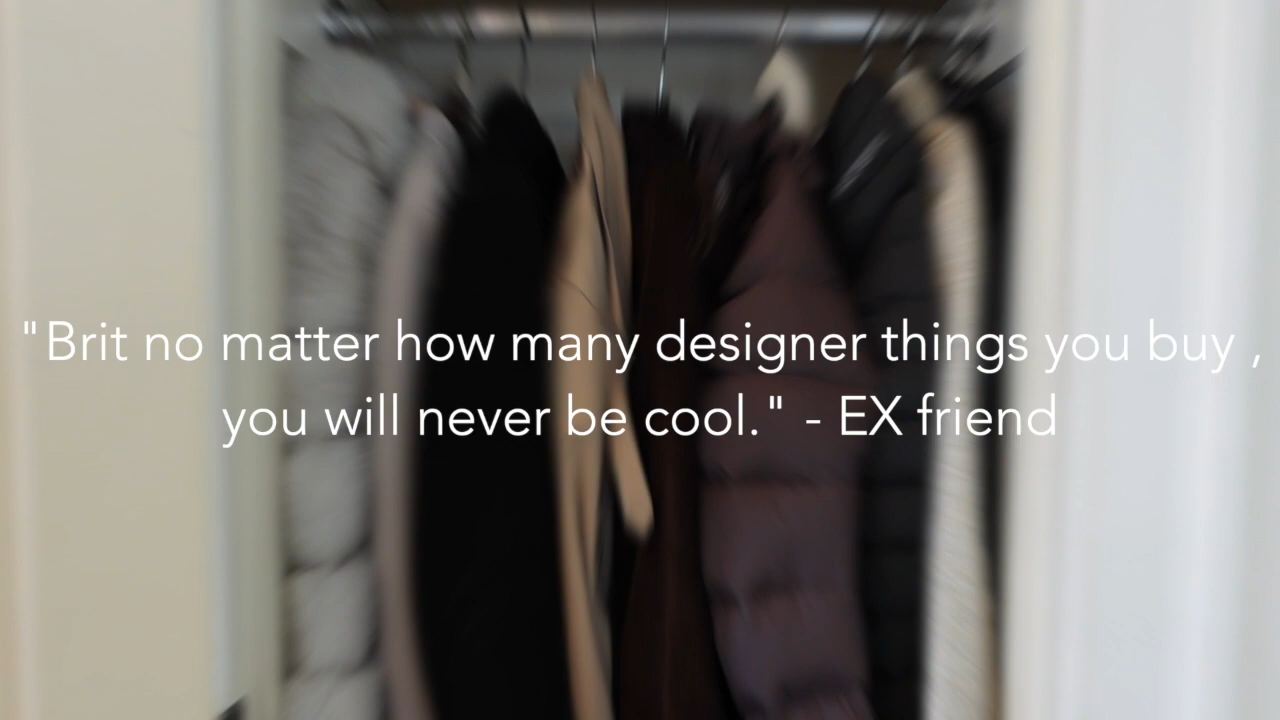 "Brit no matter how many designer things you buy ,
you will never be cool." - EX friend